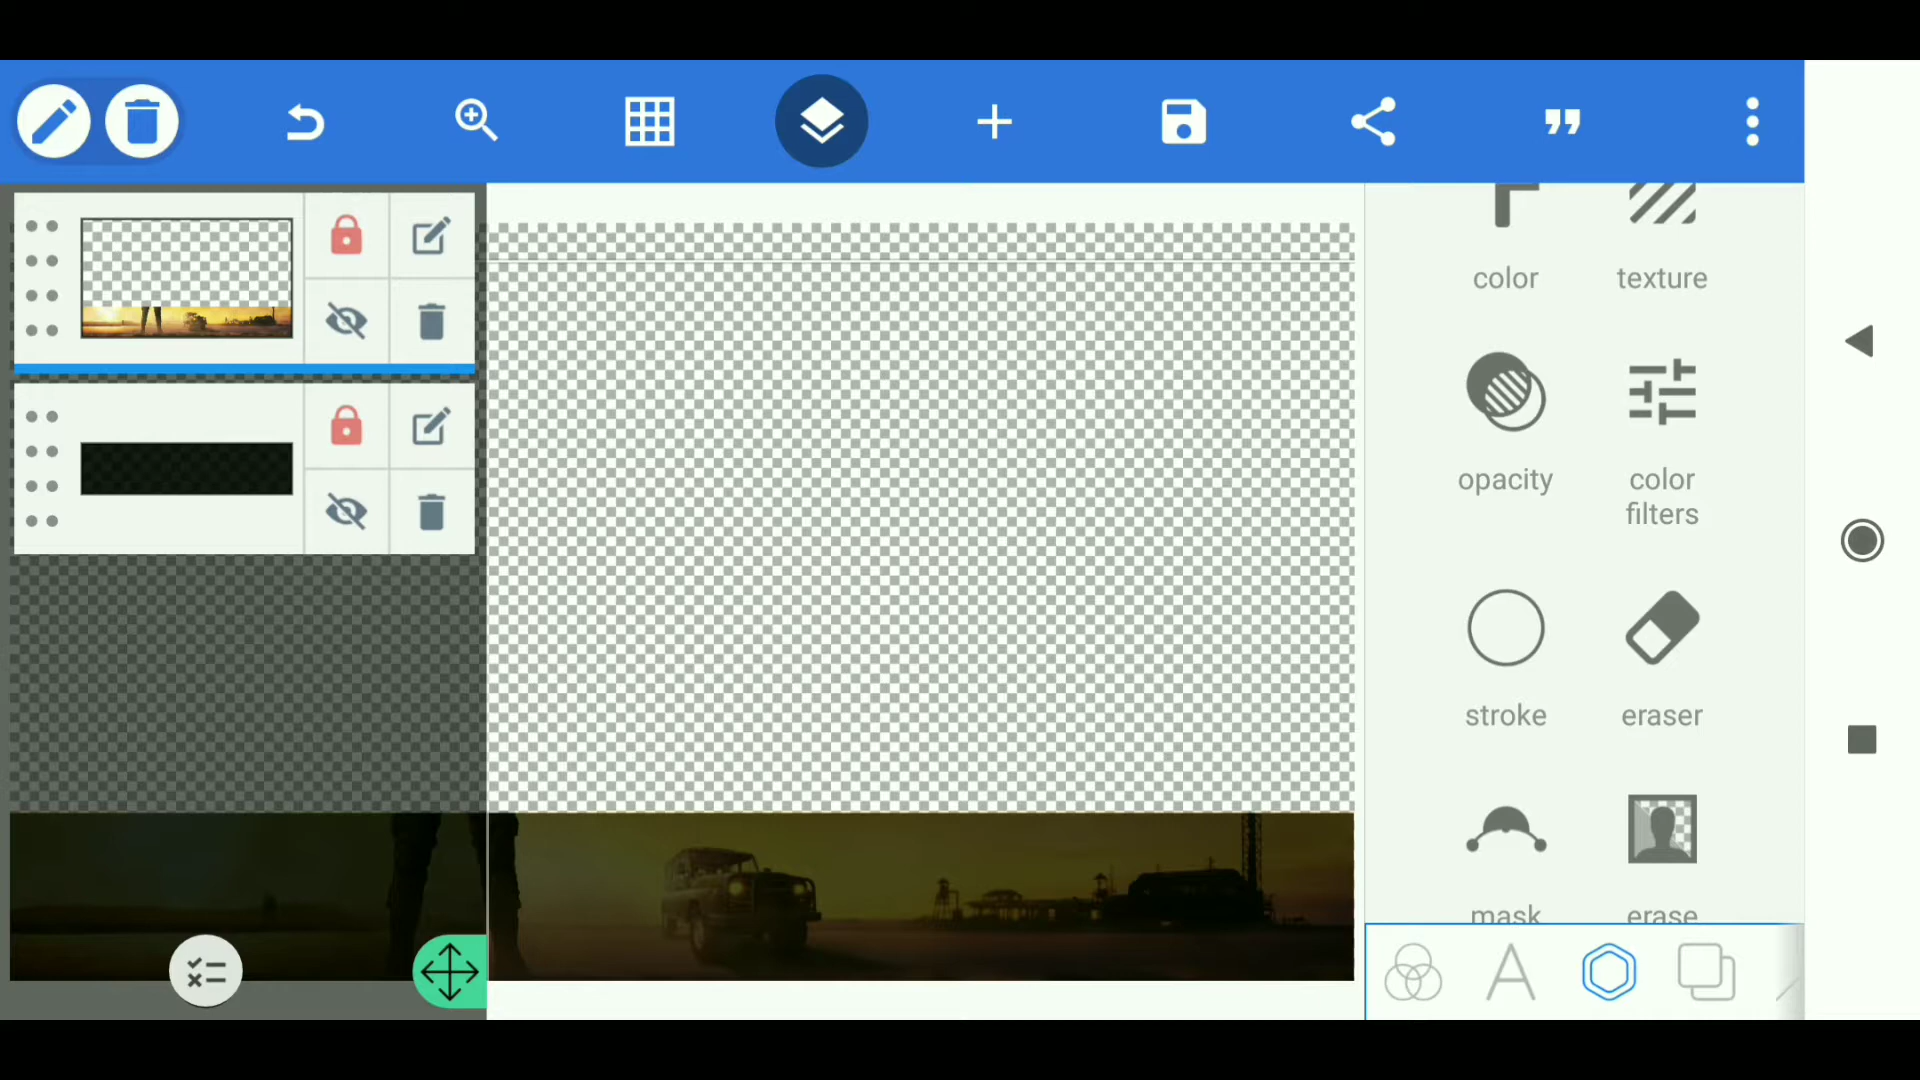 color
texture
opacity
color
filters
stroke
eraser
mask
erase